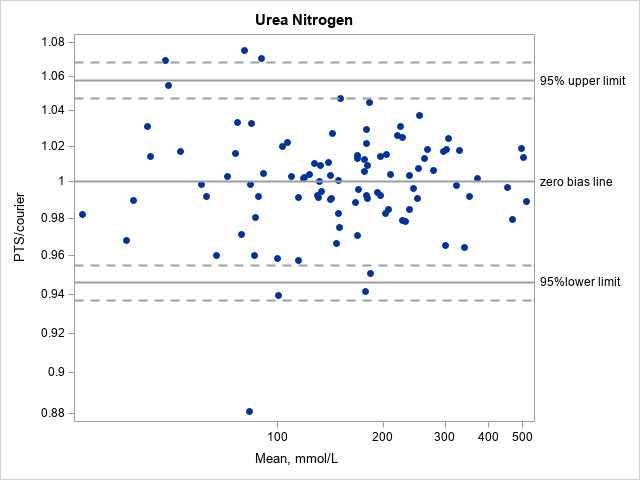 Urea Nitrogen
1.08
1.06
1.04
1.02
1
0.98
0.96
0.94
0.92
0.9
0.88
PTS/courier
95% upper limit
zero bias line
95%lower limit
100
200
300
400
500
Mean, mmol/L